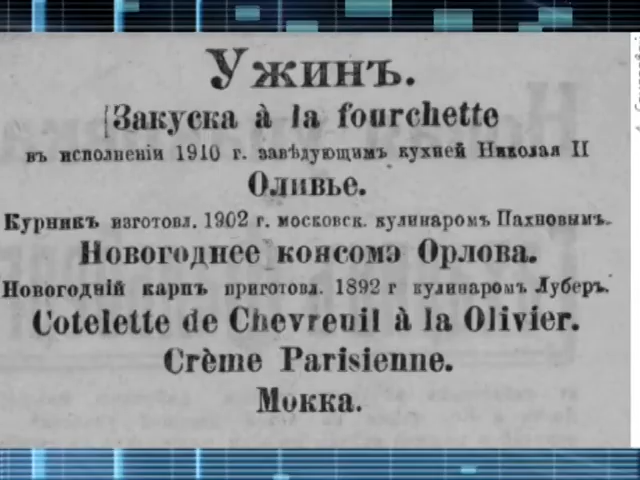 Ужинъ.
Закуска à la fourchette
въ исполненіи 1910 г. завѣдующимъ кухней Николая II
Оливье.
Курникъ изготовл. 1902 г. московск. кулинаромъ Пахновымъ.
Новогоднее консомэ Орлова.
Новогодній карпъ приготовл. 1892 г кулинаромъ Луберъ.
Cotelette de Chevreuil à la Olivier.
Crème Parisienne.
Мокка.